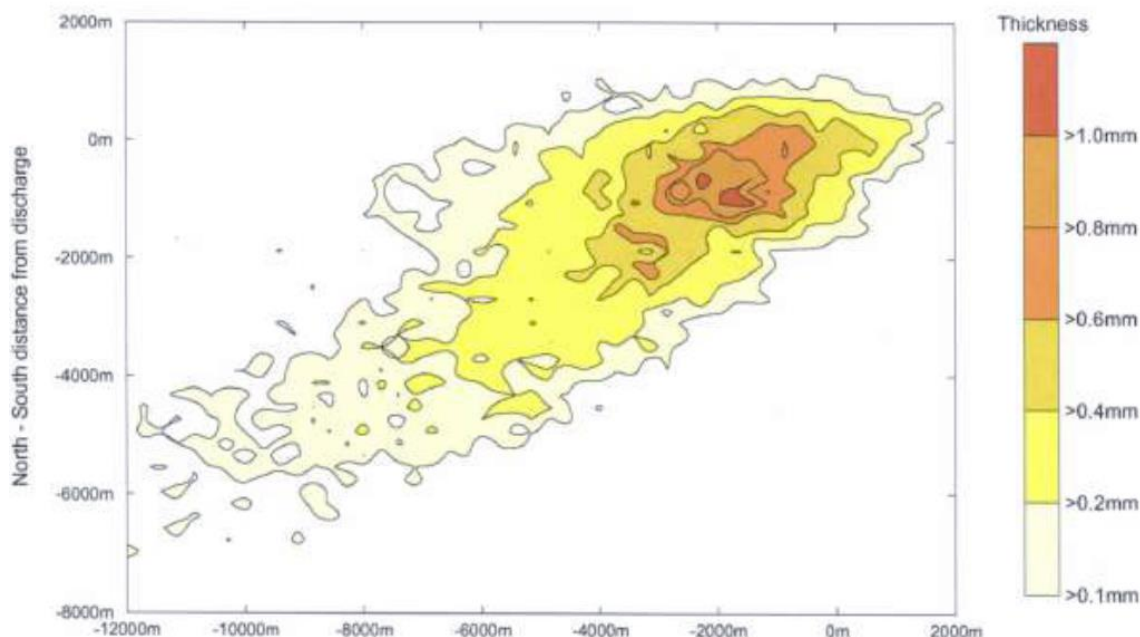 2000m
0m
-2000m
-4000m
-6000m
-8000m
North - South distance from discharge
-12000m -10000m -8000m -6000m -4000m -2000m 0m 2000m
Thickness
>1.0mm
>0.8mm
>0.6mm
>0.4mm
>0.2mm
>0.1mm